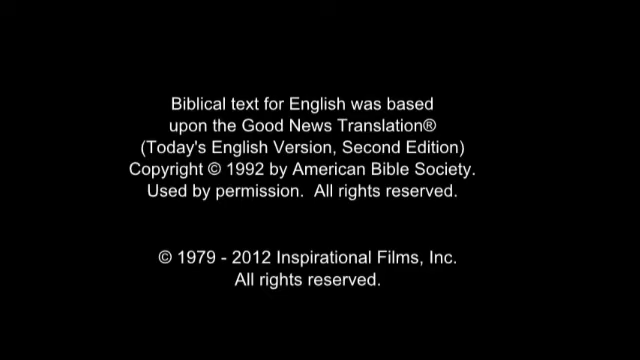 Biblical text for English was based
upon the Good News Translation®
(Today's English Version, Second Edition)
Copyright © 1992 by American Bible Society.
Used by permission.  All rights reserved.
© 1979 - 2012 Inspirational Films, Inc.
All rights reserved.